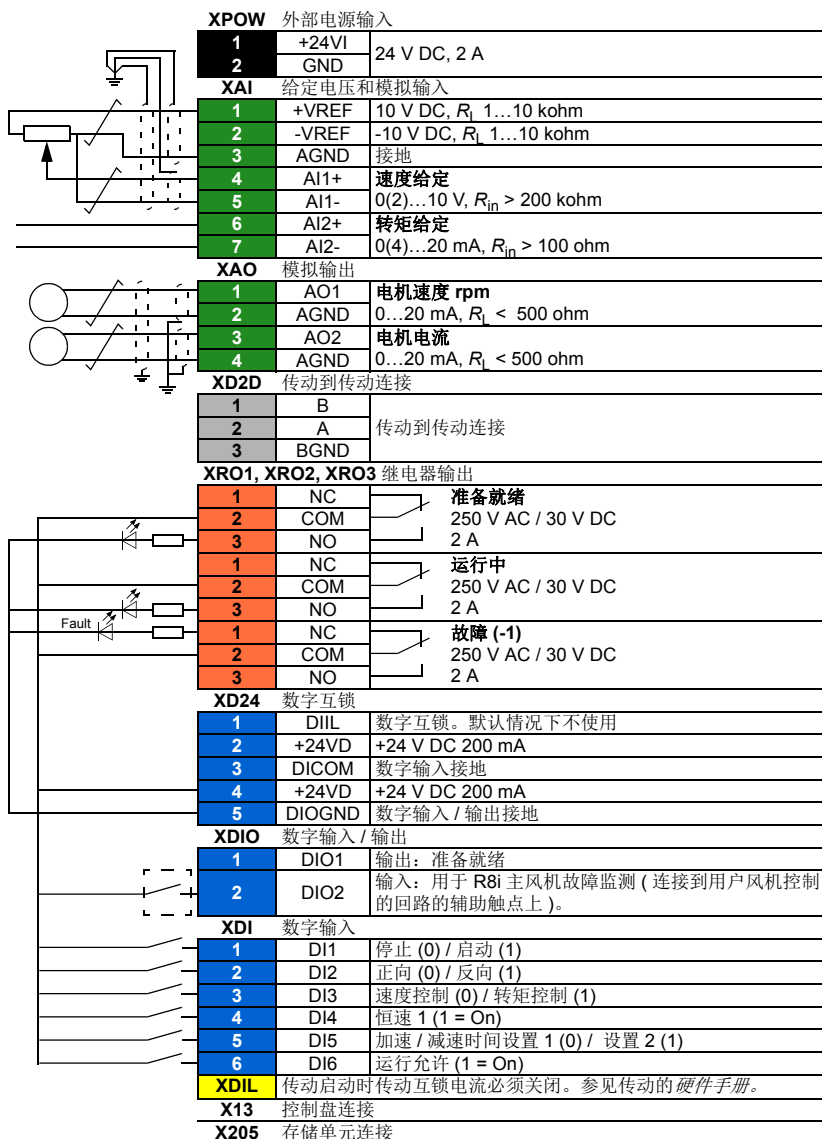 XPOW 外部电源输入
1 +24VI 24 V DC, 2 A
2 GND
XAI 给定电压和模拟输入
1 +VREF 10 V DC, RL 1…10 kohm
2 -VREF -10 V DC, RL 1…10 kohm
3 AGND 接地
4 AI1+ 速度给定
5 AI1- 0(2)…10 V, Rin > 200 kohm
6 AI2+ 转矩给定
7 AI2- 0(4)…20 mA, Rin > 100 ohm
XAO 模拟输出
1 AO1 电机速度 rpm
2 AGND 0…20 mA, RL < 500 ohm
3 AO2 电机电流
4 AGND 0…20 mA, RL < 500 ohm
XD2D 传动到传动连接
1 B
2 A 传动到传动连接
3 BGND
XRO1, XRO2, XRO3 继电器输出
1 NC 准备就绪
2 COM 250 V AC / 30 V DC
3 NO 2 A
1 NC 运行中
2 COM 250 V AC / 30 V DC
3 NO 2 A
Fault 1 NC 故障 (-1)
2 COM 250 V AC / 30 V DC
3 NO 2 A
XD24 数字互锁
1 DIIL 数字互锁。默认情况下不使用
2 +24VD +24 V DC 200 mA
3 DICOM 数字输入接地
4 +24VD +24 V DC 200 mA
5 DIOGND 数字输入 / 输出接地
XDIO 数字输入 / 输出
1 DIO1 输出：准备就绪
2 DIO2 输入：用于 R8i 主风机故障监测 ( 连接到用户风机控制
的回路的辅助触点上 )。
XDI 数字输入
1 DI1 停止 (0) / 启动 (1)
2 DI2 正向 (0) / 反向 (1)
3 DI3 速度控制 (0) / 转矩控制 (1)
4 DI4 恒速 1 (1 = On)
5 DI5 加速 / 减速时间设置 1 (0) / 设置 2 (1)
6 DI6 运行允许 (1 = On)
XDIL 传动启动时传动互锁电流必须关闭。参见传动的硬件手册。
X13 控制盘连接
X205 存储单元连接